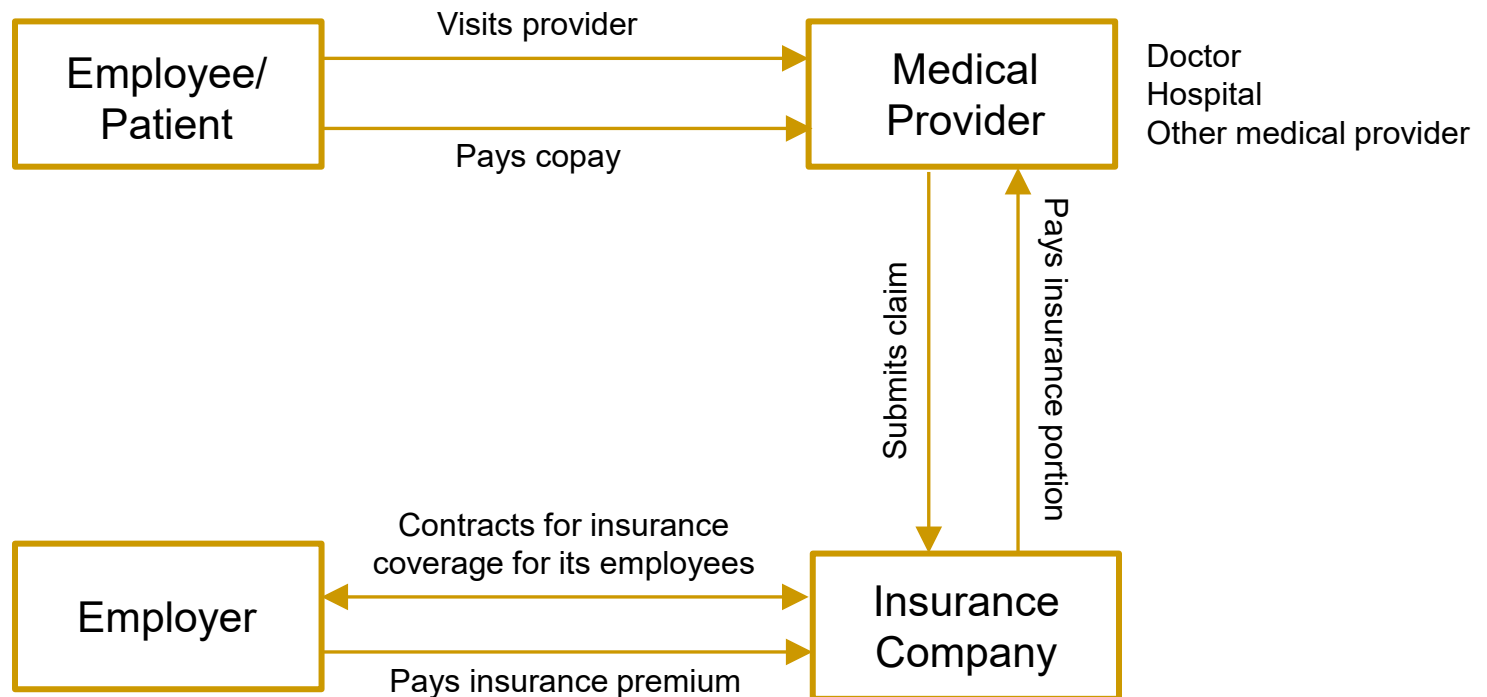 Visits provider
Employee/
Patient
Medical
Provider
Doctor
Hospital
Other medical provider
Pays copay
Submits claim
Pays insurance portion
Contracts for insurance
coverage for its employees
Employer
Insurance
Company
Pays insurance premium